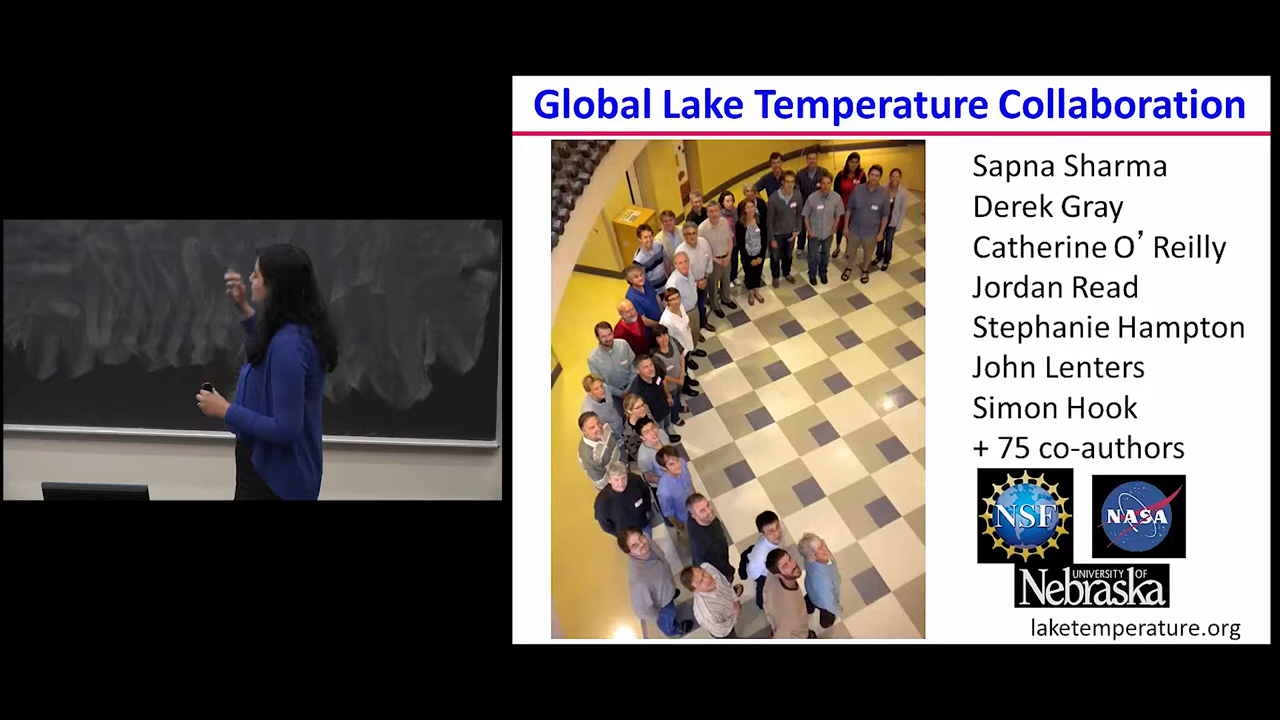 Global Lake Temperature Collaboration
Sapna Sharma
Derek Gray
Catherine O’ Reilly
Jordan Read
Stephanie Hampton
John Lenters
Simon Hook
+ 75 co-authors
NSF
NASA
UNIVERSITY OF
Nebraska
laketemperature.org